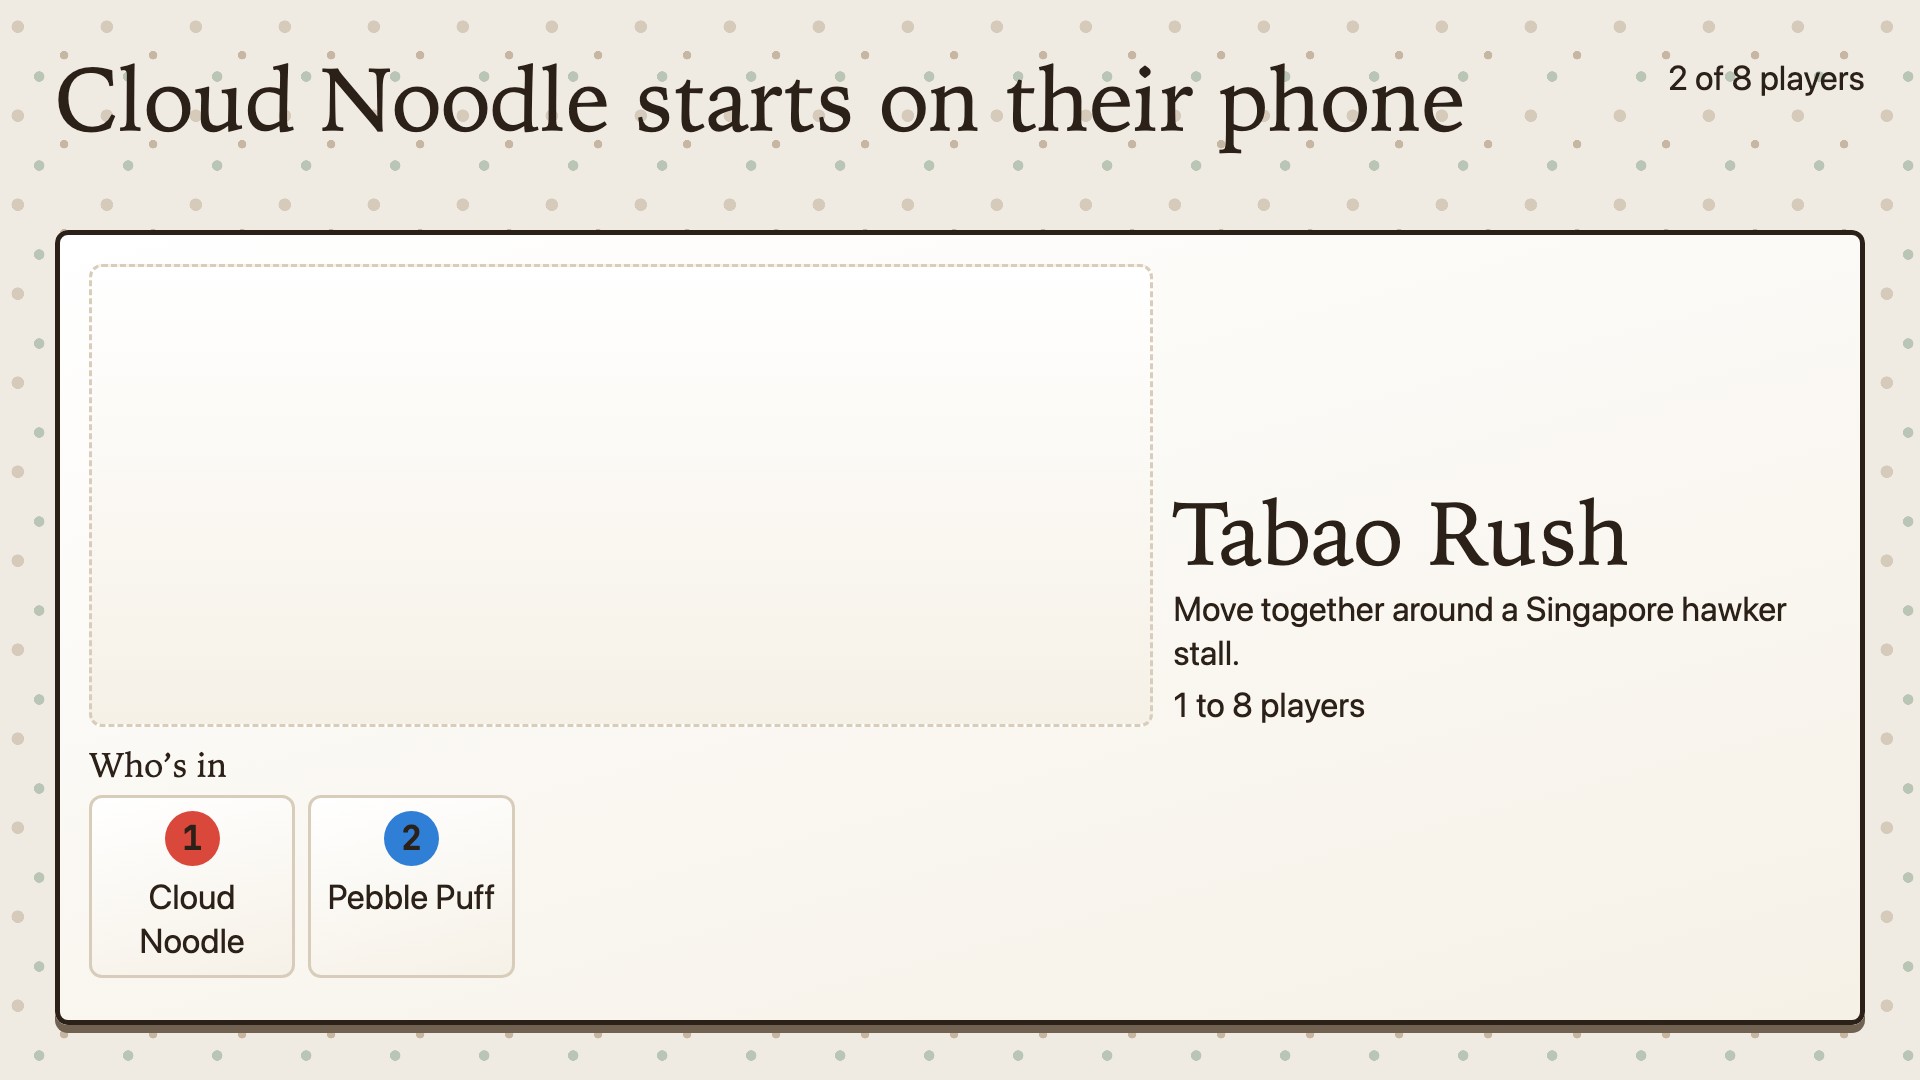 Cloud Noodle starts on their phone
2 of 8 players
Tabao Rush
Move together around a Singapore hawker
stall.
1 to 8 players
Who’s in
1
Cloud
Noodle
2
Pebble Puff